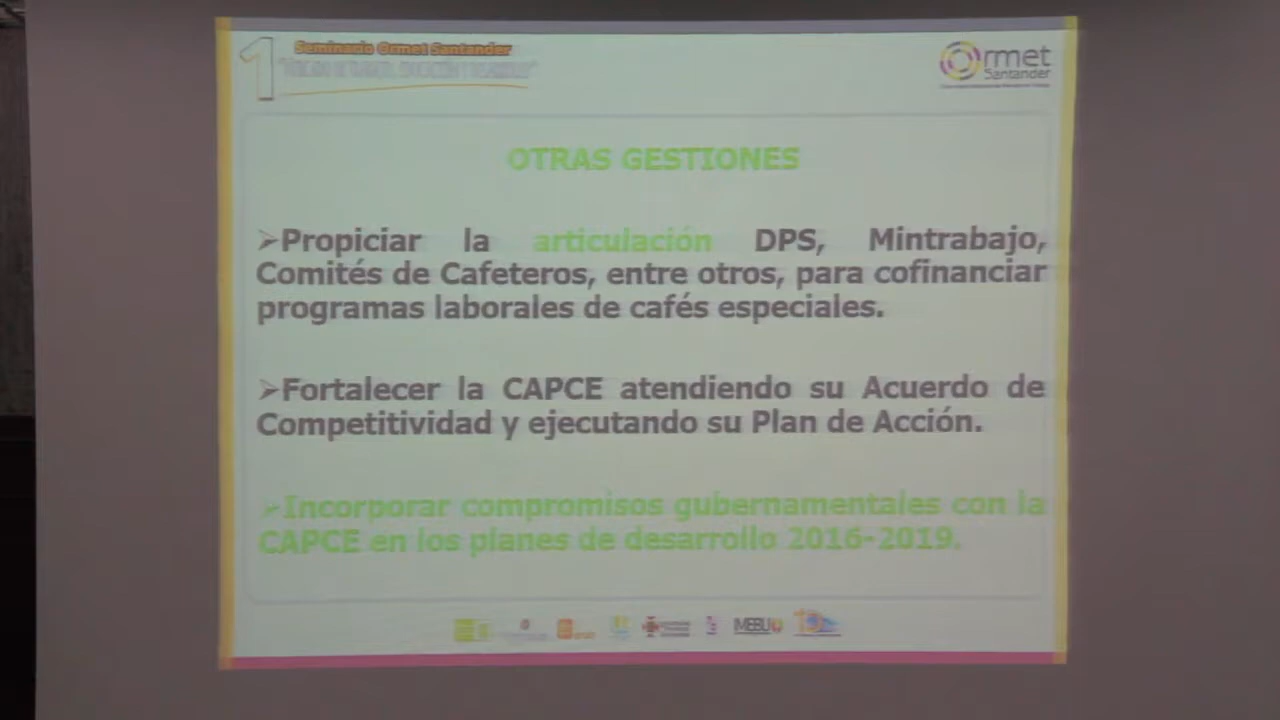 1 Seminario Ormet Santander
Ormet
Santander
OTRAS GESTIONES
➢Propiciar la articulación DPS, Mintrabajo,
Comités de Cafeteros, entre otros, para cofinanciar
programas laborales de cafés especiales.
➢Fortalecer la CAPCE atendiendo su Acuerdo de
Competitividad y ejecutando su Plan de Acción.
➢Incorporar compromisos gubernamentales con la
CAPCE en los planes de desarrollo 2016-2019.
MEBU